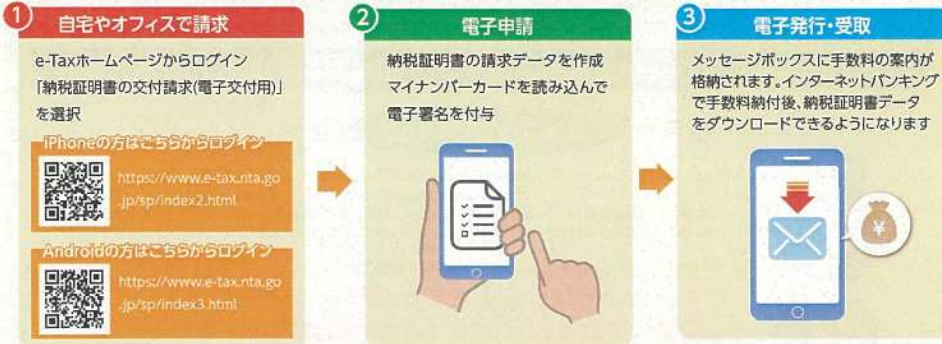 1 自宅やオフィスで請求
e-Taxホームページからログイン
「納税証明書の交付請求(電子交付用)」
を選択
iPhoneの方はこちらからログイン
https://www.e-tax.nta.go
.jp/sp/index2.html
Androidの方はこちらからログイン
https://www.e-tax.nta.go
.jp/sp/index3.html
2 電子申請
納税証明書の請求データを作成
マイナンバーカードを読み込んで
電子署名を付与
3 電子発行・受取
メッセージボックスに手数料の案内が
格納されます。インターネットバンキング
で手数料納付後、納税証明書データ
をダウンロードできるようになります
¥